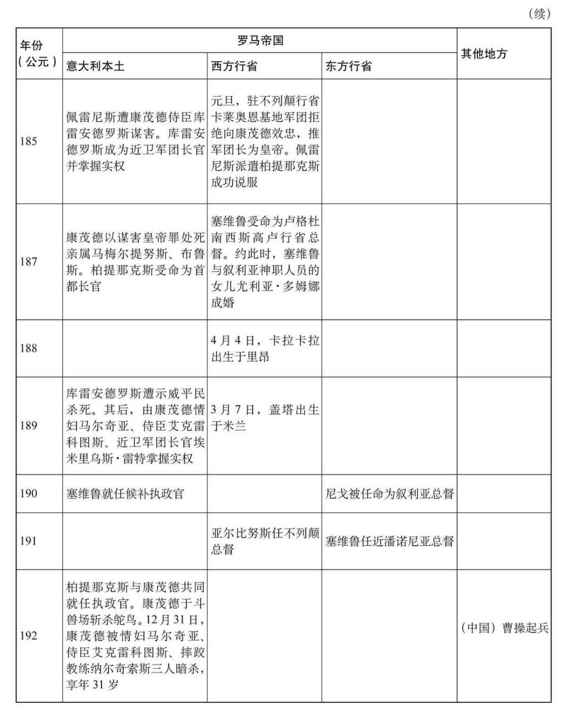 （续）
年份
（公元）
罗马帝国
其他地方
意大利本土
西方行省
东方行省
185
佩雷尼斯遭康茂德侍臣库
雷安德罗斯谋害。库雷安
德罗斯成为近卫军团长官
并掌握实权
元旦，驻不列颠行省
卡莱奥恩基地军团拒
绝向康茂德效忠，推
军团长为皇帝。佩雷
尼斯派遣柏提那克斯
成功说服
187
康茂德以谋害皇帝罪处死
亲属马梅尔提努斯、布鲁
斯。柏提那克斯受命为首
都长官
塞维鲁受命为卢格杜
南西斯高卢行省总
督。约此时，塞维鲁
与叙利亚神职人员的
女儿尤利亚·多姆娜
成婚
188
4月4日，卡拉卡拉
出生于里昂
189
库雷安德罗斯遭示威平民
杀死。其后，由康茂德情
妇马尔奇亚、侍臣艾克雷
科图斯、近卫军团长官埃
米里乌斯·雷特掌握实权
3月7日，盖塔出生
于米兰
190
塞维鲁就任候补执政官
尼戈被任命为叙利亚总督
191
亚尔比努斯任不列颠
总督
塞维鲁任近潘诺尼亚总督
192
柏提那克斯与康茂德共同
就任执政官。康茂德于斗
兽场斩杀鸵鸟。12月31日，
康茂德被情妇马尔奇亚、
侍臣艾克雷科图斯、摔跤
教练纳尔奇索斯三人暗杀，
享年31岁
（中国）曹操起兵